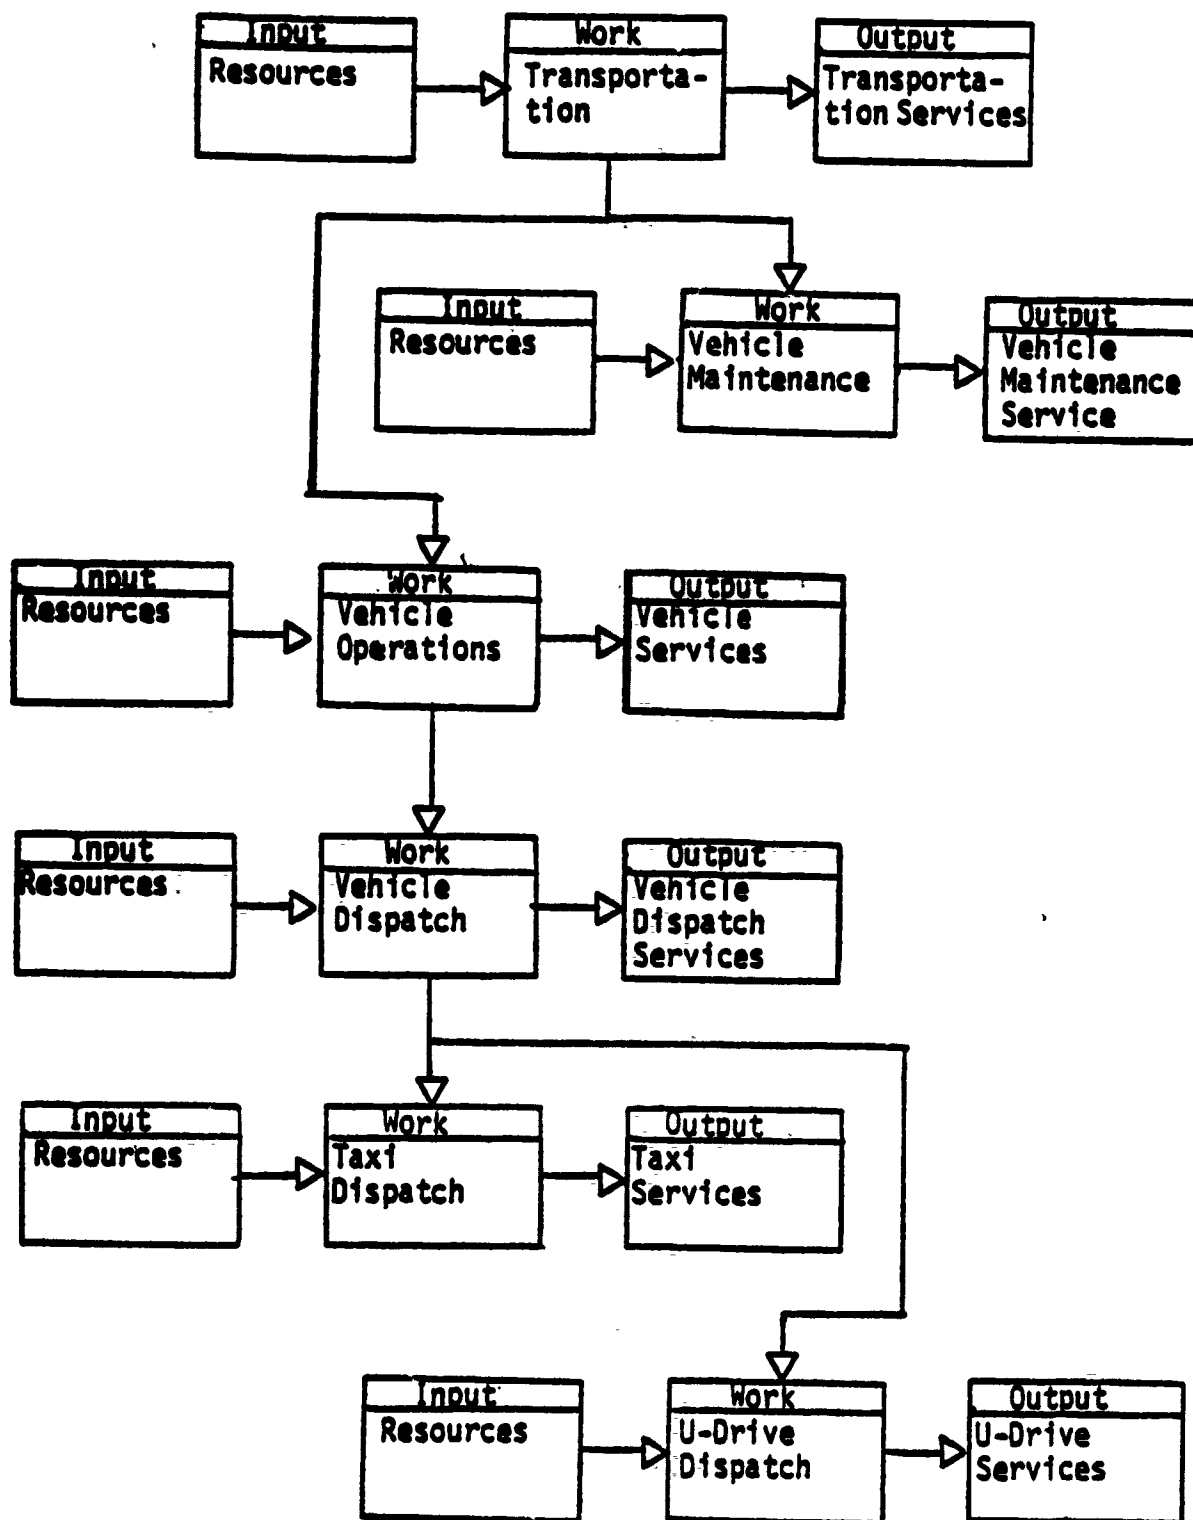 Input
Resources
Work
Transporta-
tion
Output
Transporta-
tion Services
Input
Resources
Work
Vehicle
Maintenance
Output
Vehicle
Maintenance
Service
Input
Resources
Work
Vehicle
Operations
Output
Vehicle
Services
Input
Resources
Work
Vehicle
Dispatch
Output
Vehicle
Dispatch
Services
Input
Resources
Work
Taxi
Dispatch
Output
Taxi
Services
Input
Resources
Work
U-Drive
Dispatch
Output
U-Drive
Services